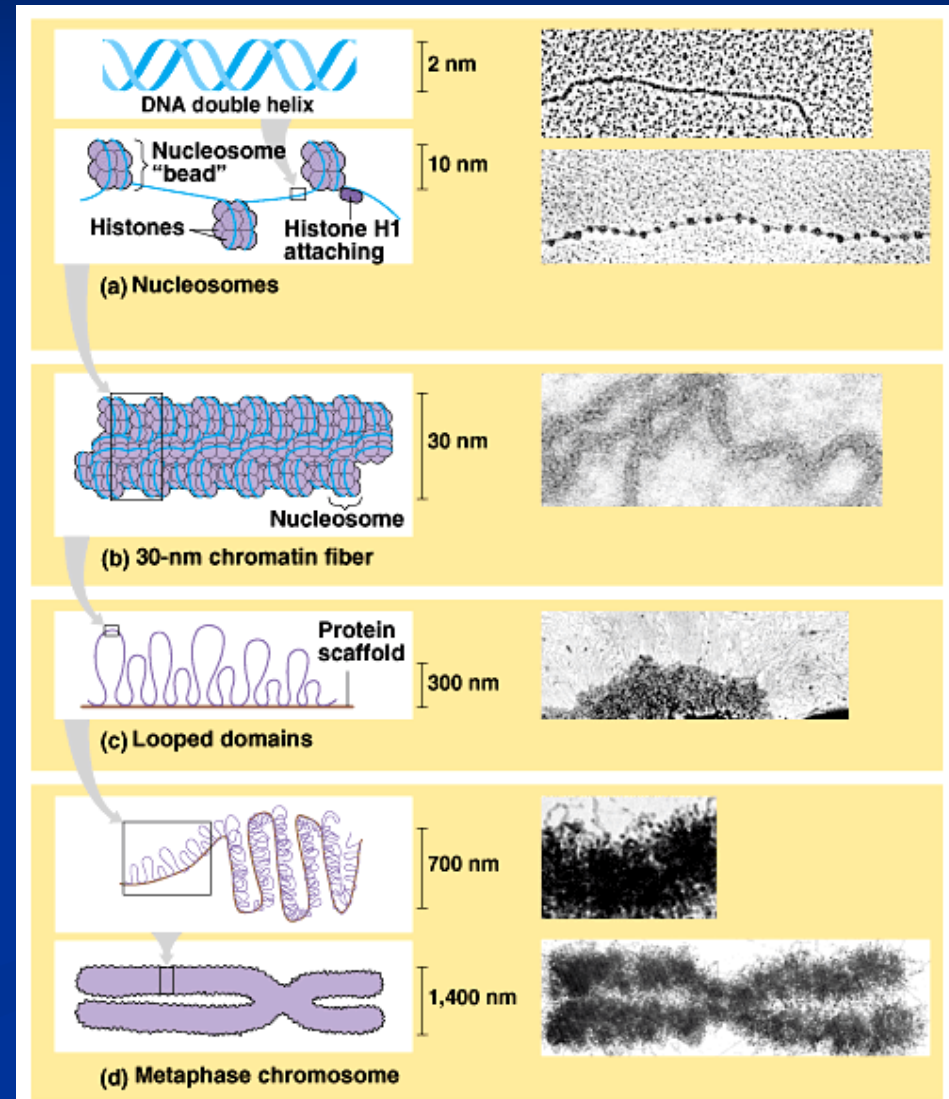 2 nm
DNA double helix
Nucleosome
"bead"
10 nm
Histones
Histone H1
attaching
(a) Nucleosomes
30 nm
Nucleosome
(b) 30-nm chromatin fiber
Protein
scaffold
300 nm
(c) Looped domains
700 nm
1,400 nm
(d) Metaphase chromosome